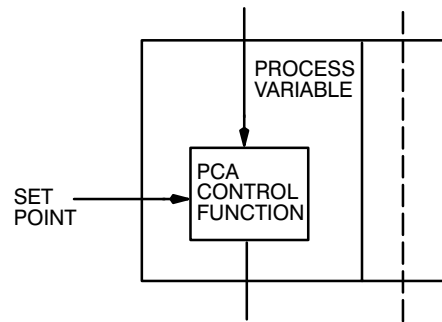 PROCESS
VARIABLE
PCA
CONTROL
FUNCTION
SET
POINT